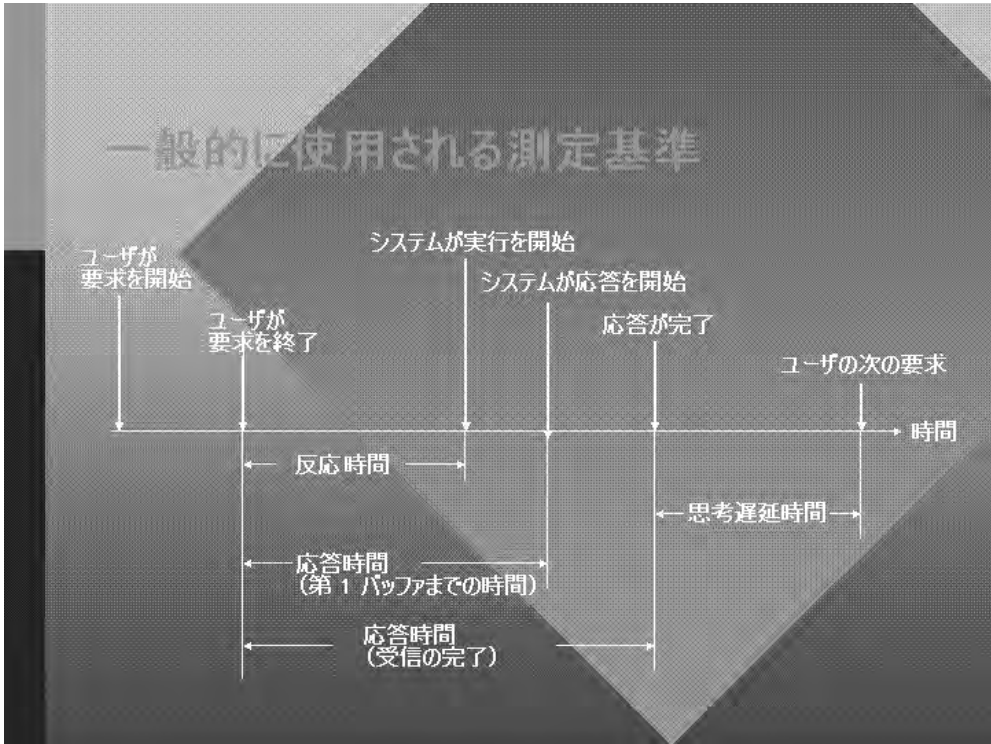 一般的に使用される測定基準
ユーザが
要求を開始
ユーザが
要求を終了
システムが実行を開始
システムが応答を開始
応答が完了
ユーザの次の要求
時間
反応時間
思考遅延時間
応答時間
(第 1 バッファまでの時間)
応答時間
(受信の完了)